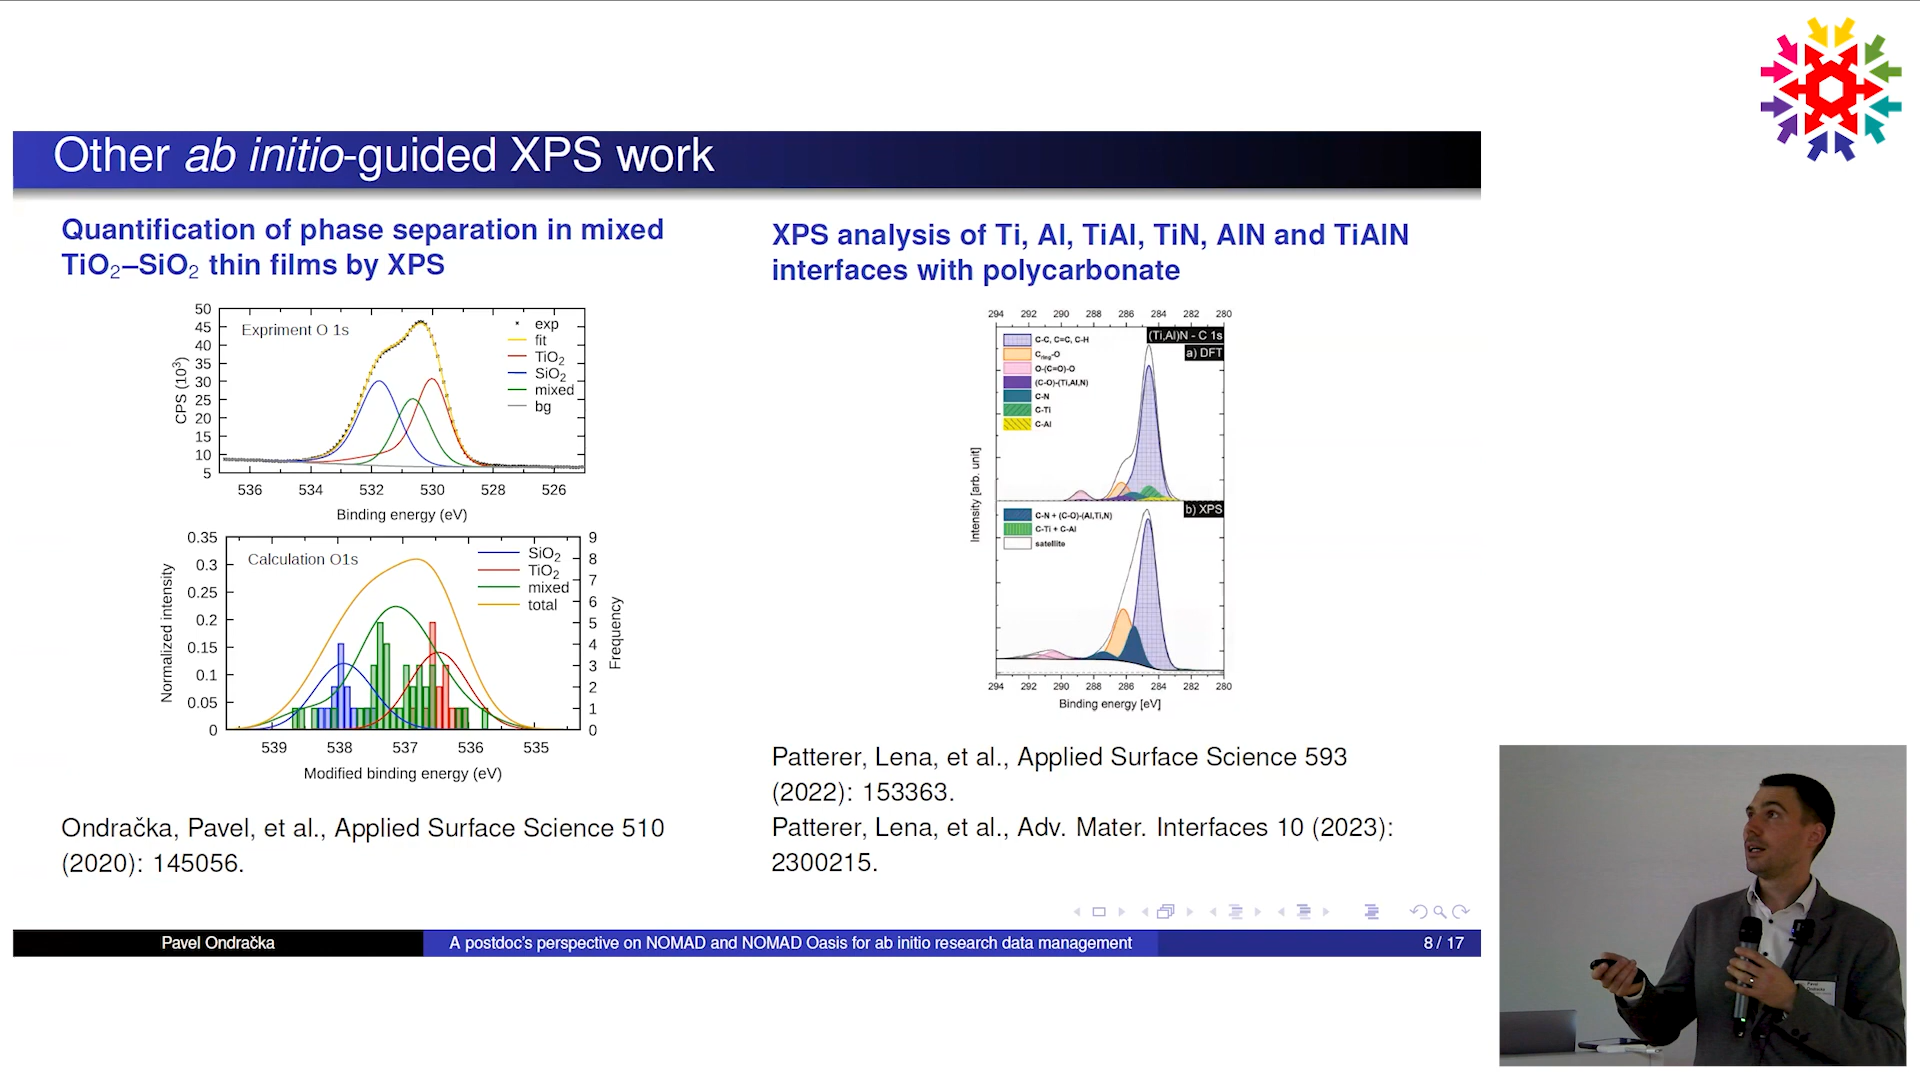 Other ab initio-guided XPS work
Quantification of phase separation in mixed
TiO₂–SiO₂ thin films by XPS
50
45
40
35
30
25
20
15
10
5
CPS (10³)
Expriment O 1s
exp
fit
TiO₂
SiO₂
mixed
bg
536 534 532 530 528 526
Binding energy (eV)
0.35
0.3
0.25
0.2
0.15
0.1
0.05
0
Normalized intensity
Calculation O1s
SiO₂
TiO₂
mixed
total
9
8
7
6
5
4
3
2
1
0
Frequency
539 538 537 536 535
Modified binding energy (eV)
Ondračka, Pavel, et al., Applied Surface Science 510
(2020): 145056.
XPS analysis of Ti, Al, TiAl, TiN, AlN and TiAlN
interfaces with polycarbonate
294 292 290 288 286 284 282 280
(Ti,Al)N - C 1s
a) DFT
C-C, C=C, C-H
Cring-O
O-(C=O)-O
(C-O)-(Ti,Al,N)
C-N
C-Ti
C-Al
Intensity [arb. unit]
b) XPS
C-N + (C-O)-(Al,Ti,N)
C-Ti + C-Al
satellite
294 292 290 288 286 284 282 280
Binding energy [eV]
Patterer, Lena, et al., Applied Surface Science 593
(2022): 153363.
Patterer, Lena, et al., Adv. Mater. Interfaces 10 (2023):
2300215.
Pavel Ondračka
A postdoc's perspective on NOMAD and NOMAD Oasis for ab initio research data management
8 / 17